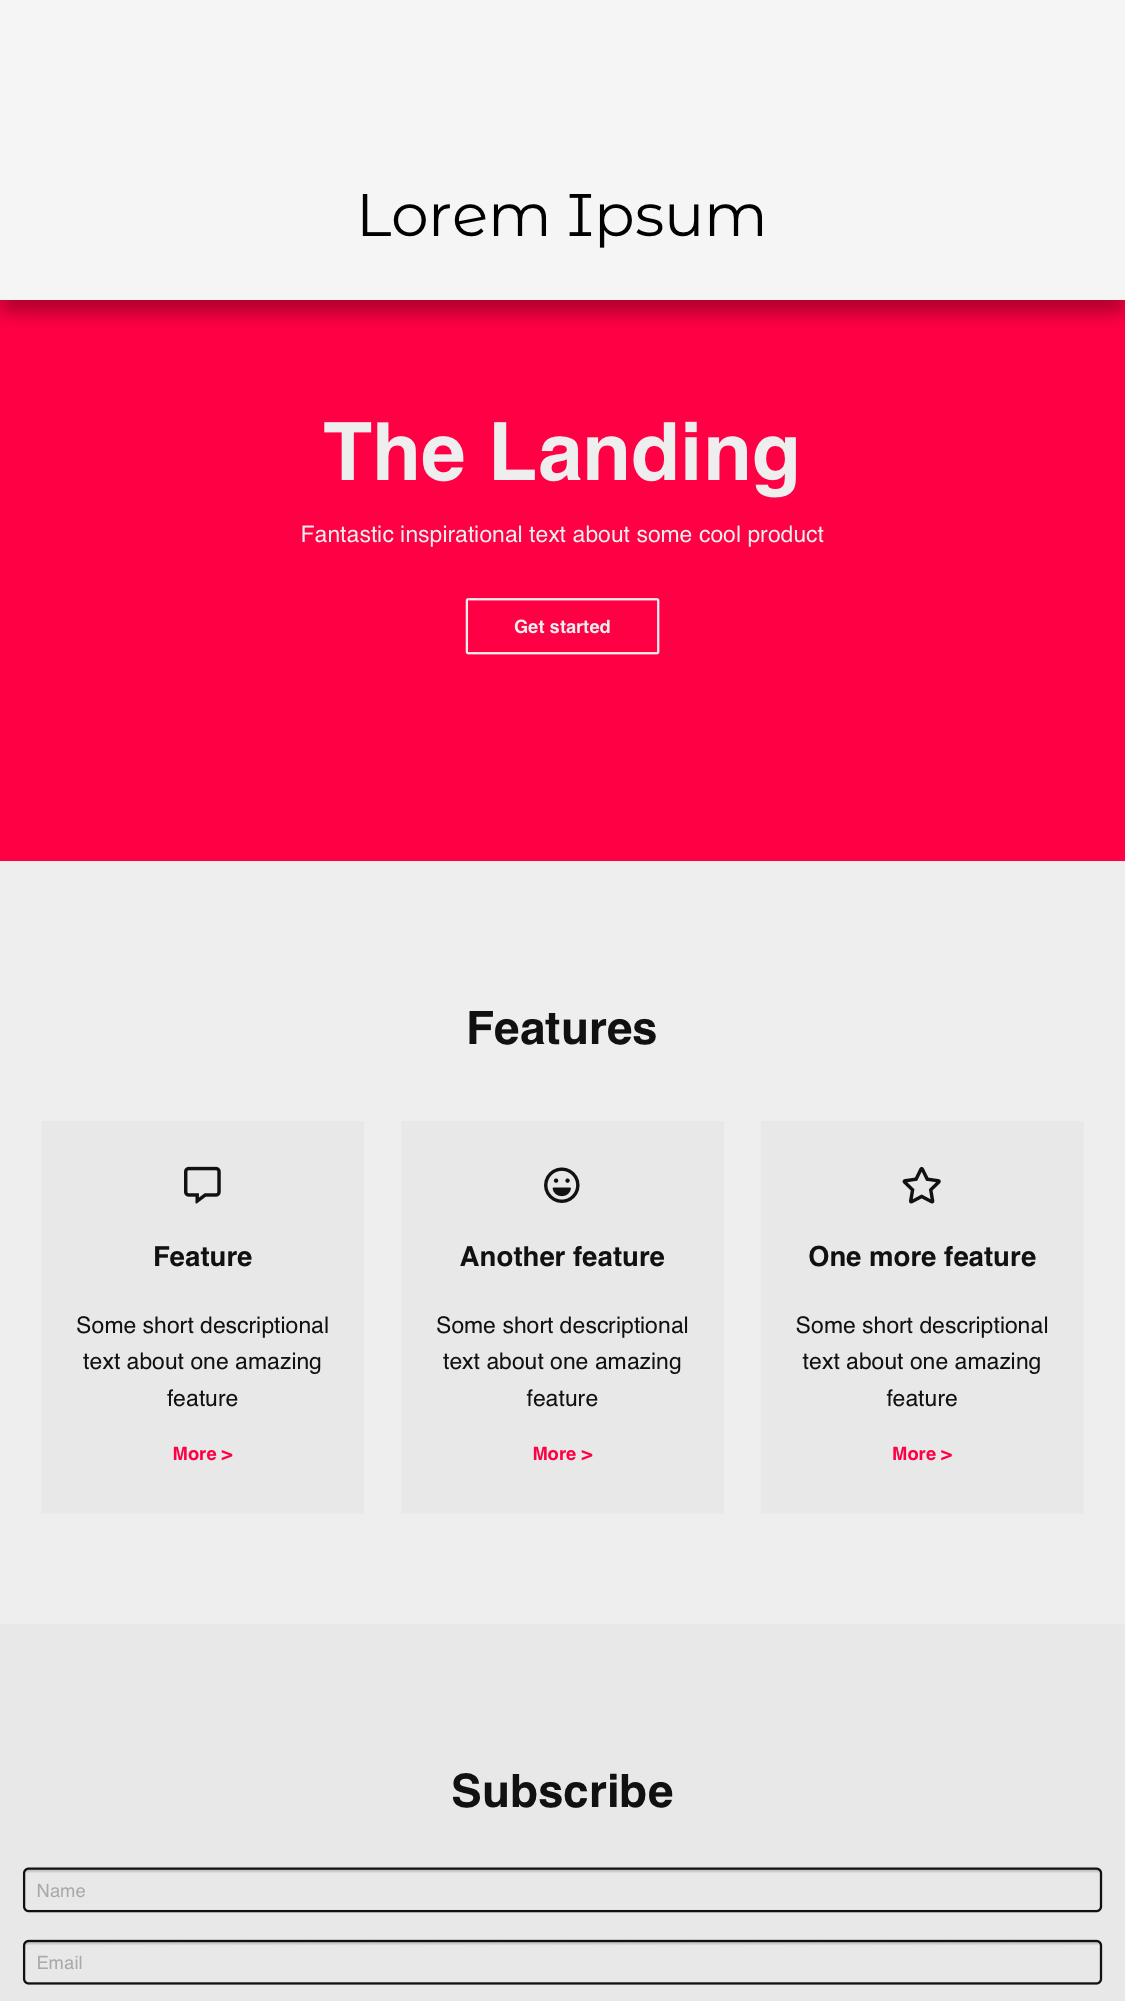 Lorem Ipsum
The Landing
Fantastic inspirational text about some cool product
Get started
Features
Feature
Some short descriptional
text about one amazing
feature
More >
Another feature
Some short descriptional
text about one amazing
feature
More >
One more feature
Some short descriptional
text about one amazing
feature
More >
Subscribe
Name
Email